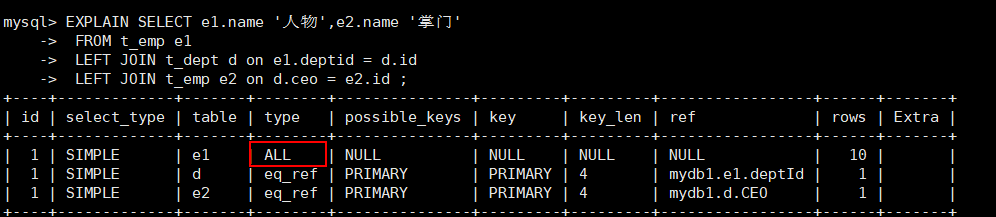 mysql> EXPLAIN SELECT e1.name '人物',e2.name '掌门'
    ->  FROM t_emp e1
    ->  LEFT JOIN t_dept d on e1.deptid = d.id
    ->  LEFT JOIN t_emp e2 on d.ceo = e2.id ;
+----+-------------+-------+--------+---------------+---------+---------+-----------------+------+-------+
| id | select_type | table | type   | possible_keys | key     | key_len | ref             | rows | Extra |
+----+-------------+-------+--------+---------------+---------+---------+-----------------+------+-------+
|  1 | SIMPLE      | e1    | ALL    | NULL          | NULL    | NULL    | NULL            |   10 |       |
|  1 | SIMPLE      | d     | eq_ref | PRIMARY       | PRIMARY | 4       | mydb1.e1.deptId |    1 |       |
|  1 | SIMPLE      | e2    | eq_ref | PRIMARY       | PRIMARY | 4       | mydb1.d.CEO     |    1 |       |
+----+-------------+-------+--------+---------------+---------+---------+-----------------+------+-------+